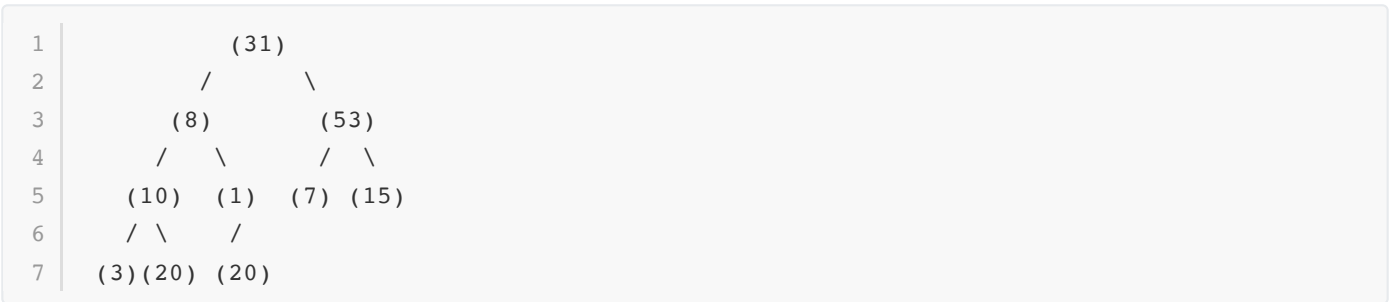 1 (31)
2 / \
3 (8) (53)
4 / \ / \
5 (10) (1) (7) (15)
6 / \ /
7 (3)(20) (20)